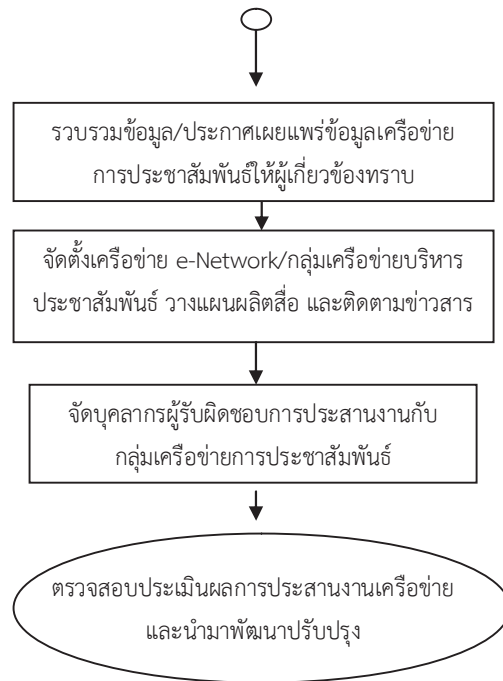 รวบรวมข้อมูล/ประกาศเผยแพร่ข้อมูลเครือข่าย
การประชาสัมพันธ์ให้ผู้เกี่ยวข้องทราบ
จัดตั้งเครือข่าย e-Network/กลุ่มเครือข่ายบริหาร
ประชาสัมพันธ์ วางแผนผลิตสื่อ และติดตามข่าวสาร
จัดบุคลากรผู้รับผิดชอบการประสานงานกับ
กลุ่มเครือข่ายการประชาสัมพันธ์
ตรวจสอบประเมินผลการประสานงานเครือข่าย
และนำมาพัฒนาปรับปรุง